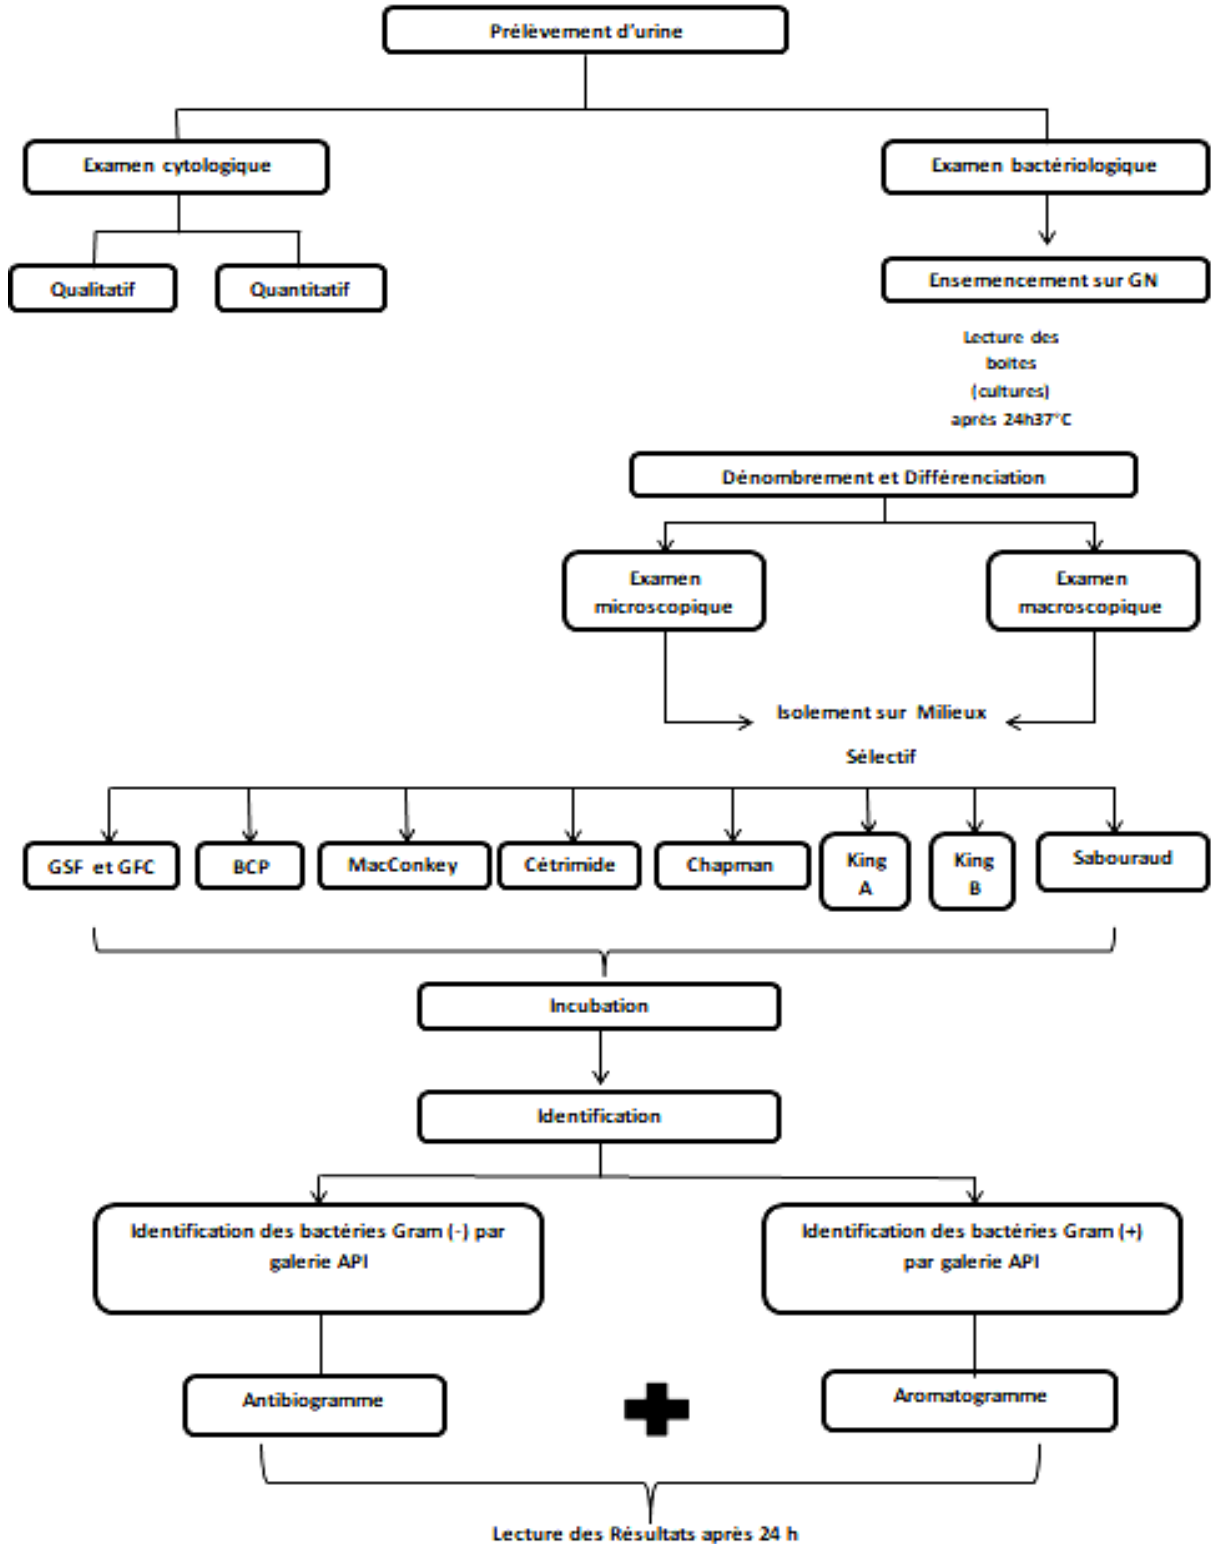 Prélèvement d'urine
Examen cytologique
Examen bactériologique
Qualitatif
Quantitatif
Ensemencement sur GN
Lecture des
boites
(cultures)
après 24h37°C
Dénombrement et Différenciation
Examen
microscopique
Examen
macroscopique
Isolement sur Milieux
Sélectif
GSF et GFC
BCP
MacConkey
Cétrimide
Chapman
King
A
King
B
Sabouraud
Incubation
Identification
Identification des bactéries Gram (-) par
galerie API
Identification des bactéries Gram (+)
par galerie API
Antibiogramme
Aromatogramme
Lecture des Résultats après 24 h